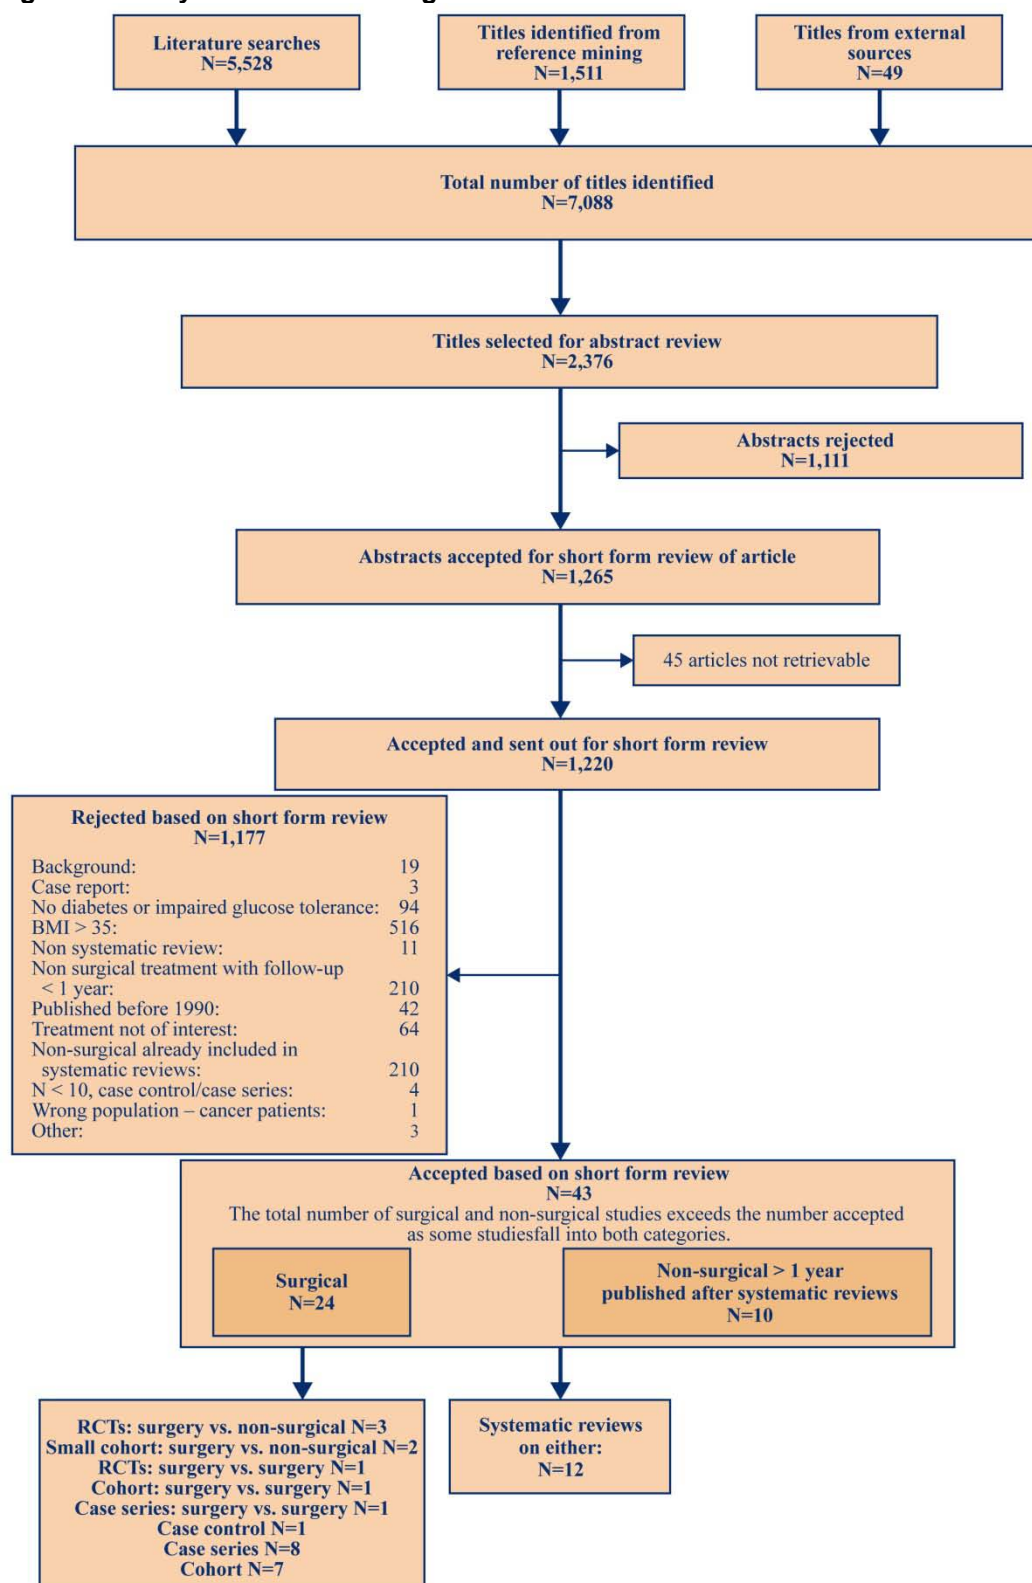 Literature searches
N=5,528
Titles identified from
reference mining
N=1,511
Titles from external
sources
N=49
Total number of titles identified
N=7,088
Titles selected for abstract review
N=2,376
Abstracts rejected
N=1,111
Abstracts accepted for short form review of article
N=1,265
45 articles not retrievable
Accepted and sent out for short form review
N=1,220
Rejected based on short form review
N=1,177
Background: 19
Case report: 3
No diabetes or impaired glucose tolerance: 94
BMI > 35: 516
Non systematic review: 11
Non surgical treatment with follow-up
< 1 year: 210
Published before 1990: 42
Treatment not of interest: 64
Non-surgical already included in
systematic reviews: 210
N < 10, case control/case series: 4
Wrong population – cancer patients: 1
Other: 3
Accepted based on short form review
N=43
The total number of surgical and non-surgical studies exceeds the number accepted
as some studiesfall into both categories.
Surgical
N=24
Non-surgical > 1 year
published after systematic reviews
N=10
RCTs: surgery vs. non-surgical N=3
Small cohort: surgery vs. non-surgical N=2
RCTs: surgery vs. surgery N=1
Cohort: surgery vs. surgery N=1
Case series: surgery vs. surgery N=1
Case control N=1
Case series N=8
Cohort N=7
Systematic reviews
on either:
N=12